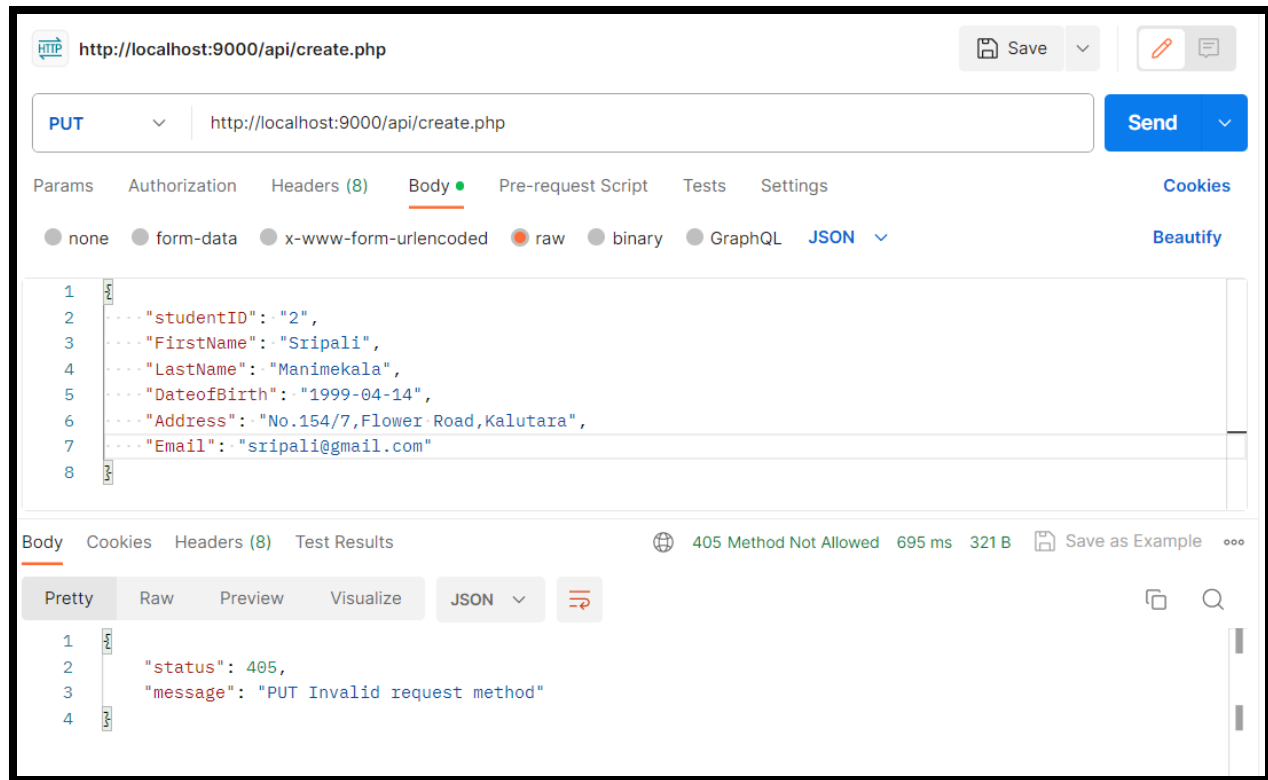 HTTP http://localhost:9000/api/create.php Save
PUT http://localhost:9000/api/create.php Send
Params Authorization Headers (8) Body Pre-request Script Tests Settings Cookies
none form-data x-www-form-urlencoded raw binary GraphQL JSON Beautify
1 {
2 "studentID": "2",
3 "FirstName": "Sripali",
4 "LastName": "Manimekala",
5 "DateofBirth": "1999-04-14",
6 "Address": "No.154/7,Flower Road,Kalutara",
7 "Email": "sripali@gmail.com"
8 }
Body Cookies Headers (8) Test Results 405 Method Not Allowed 695 ms 321 B Save as Example
Pretty Raw Preview Visualize JSON
1 {
2 "status": 405,
3 "message": "PUT Invalid request method"
4 }